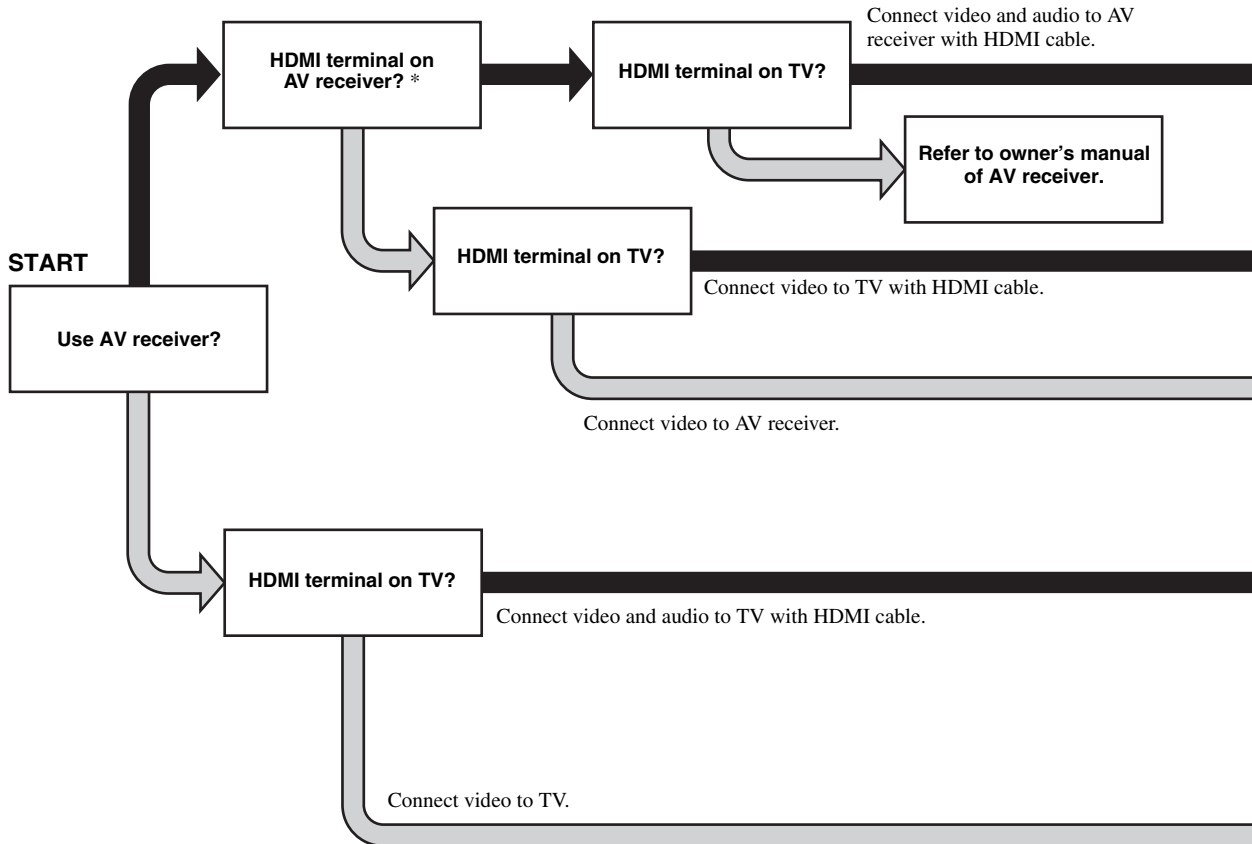 Connect video and audio to AV
receiver with HDMI cable.
HDMI terminal on
AV receiver? *
HDMI terminal on TV?
Refer to owner’s manual
of AV receiver.
HDMI terminal on TV?
START
Connect video to TV with HDMI cable.
Use AV receiver?
Connect video to AV receiver.
HDMI terminal on TV?
Connect video and audio to TV with HDMI cable.
Connect video to TV.